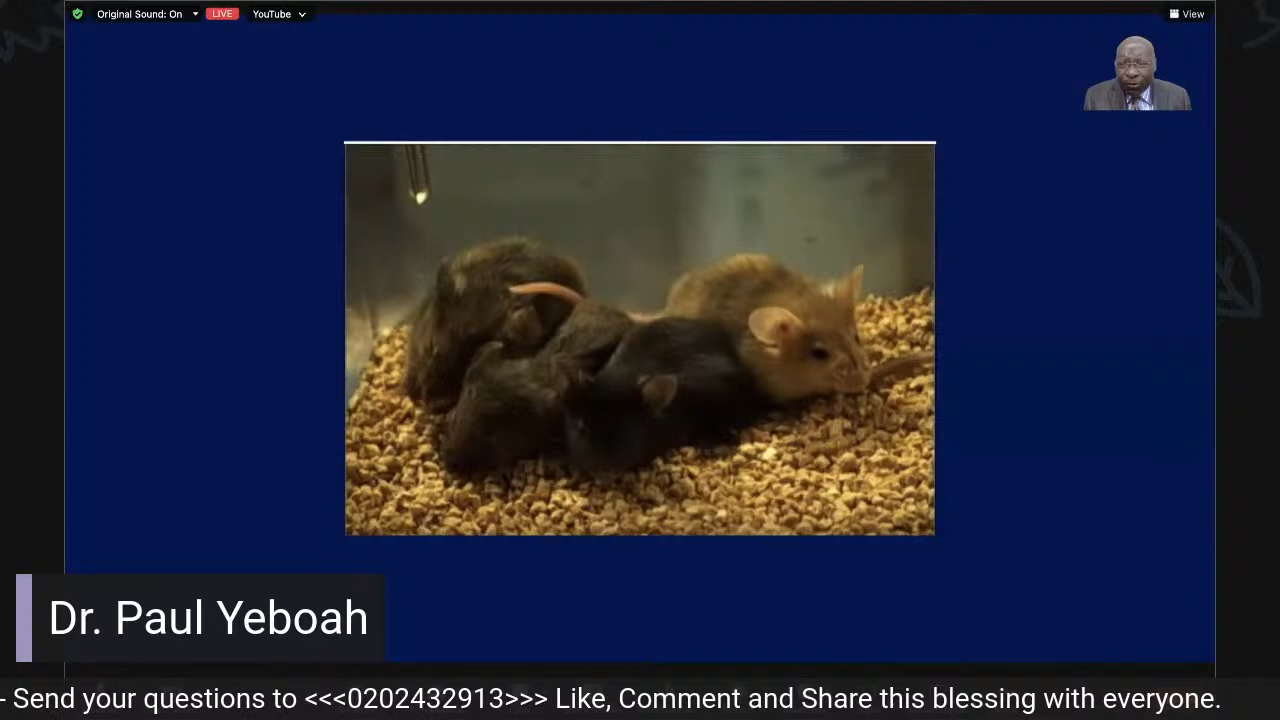 Original Sound: On
LIVE
YouTube
View
Dr. Paul Yeboah
- Send your questions to <<<0202432913>>> Like, Comment and Share this blessing with everyone.